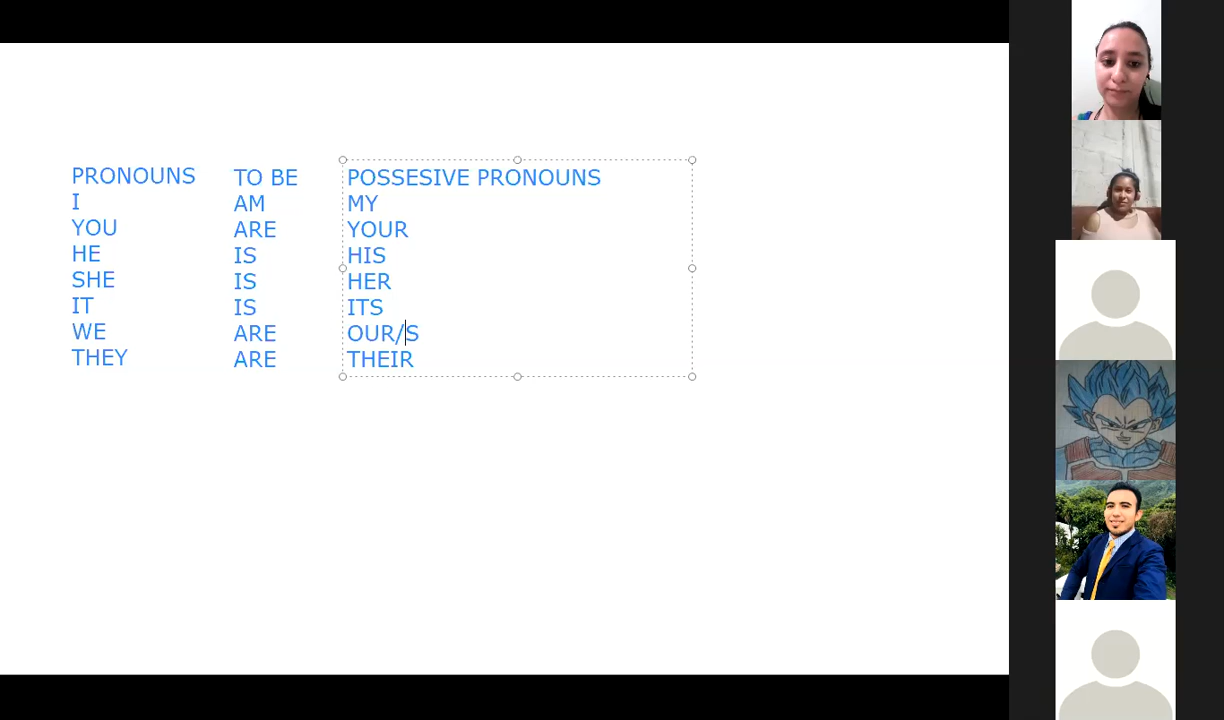 PRONOUNS
I
YOU
HE
SHE
IT
WE
THEY
TO BE
AM
ARE
IS
IS
IS
ARE
ARE
POSSESIVE PRONOUNS
MY
YOUR
HIS
HER
ITS
OUR/S
THEIR